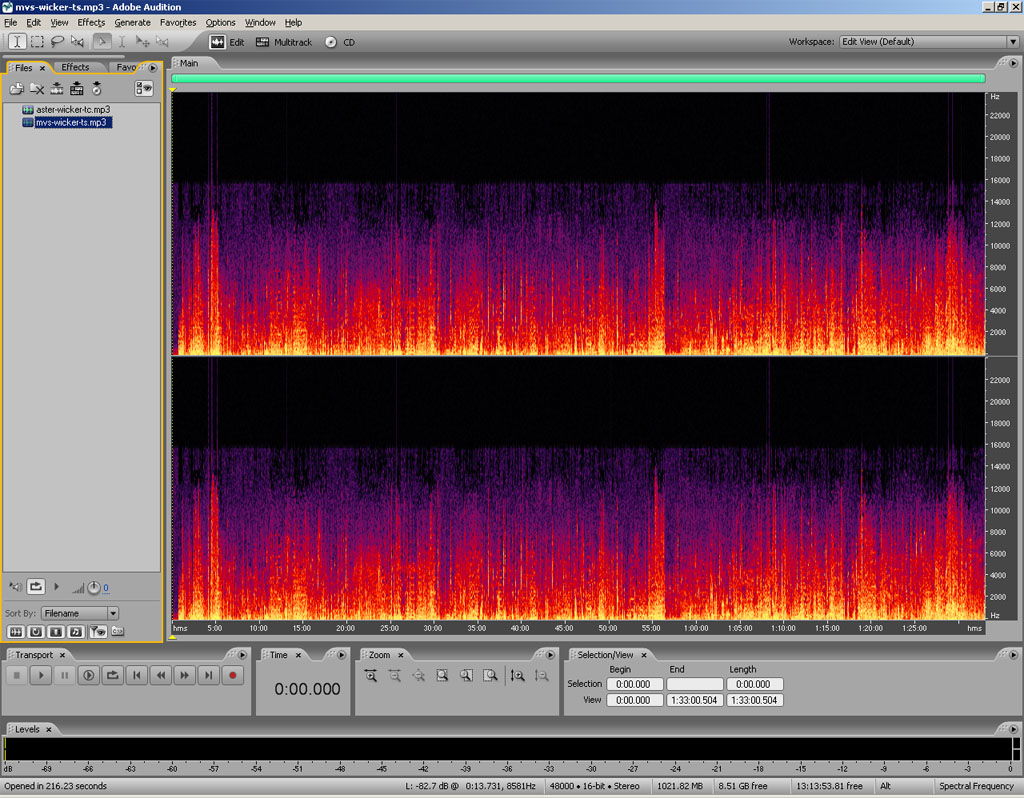 mvs-wicker-ts.mp3 - Adobe Audition
File Edit View Effects Generate Favorites Options Window Help
Edit Multitrack CD Workspace: Edit View (Default)
Files Effects Favo Main
aster-wicker-tc.mp3
mvs-wicker-ts.mp3
Hz
22000
20000
18000
16000
14000
12000
10000
8000
6000
4000
2000
22000
20000
18000
16000
14000
12000
10000
8000
6000
4000
2000
Hz
0
Sort By: Filename
hms 5:00 10:00 15:00 20:00 25:00 30:00 35:00 40:00 45:00 50:00 55:00 1:00:00 1:05:00 1:10:00 1:15:00 1:20:00 1:25:00 hms
Transport Time Zoom Selection/View
Begin End Length
Selection 0:00.000 0:00.000
View 0:00.000 1:33:00.504 1:33:00.504
0:00.000
Levels
dB -69 -66 -63 -60 -57 -54 -51 -48 -45 -42 -39 -36 -33 -30 -27 -24 -21 -18 -15 -12 -9 -6 -3 0
Opened in 216.23 seconds L: -82.7 dB @ 0:13.731, 8581Hz 48000 • 16-bit • Stereo 1021.82 MB 8.51 GB free 13:13:53.81 free Alt Spectral Frequency